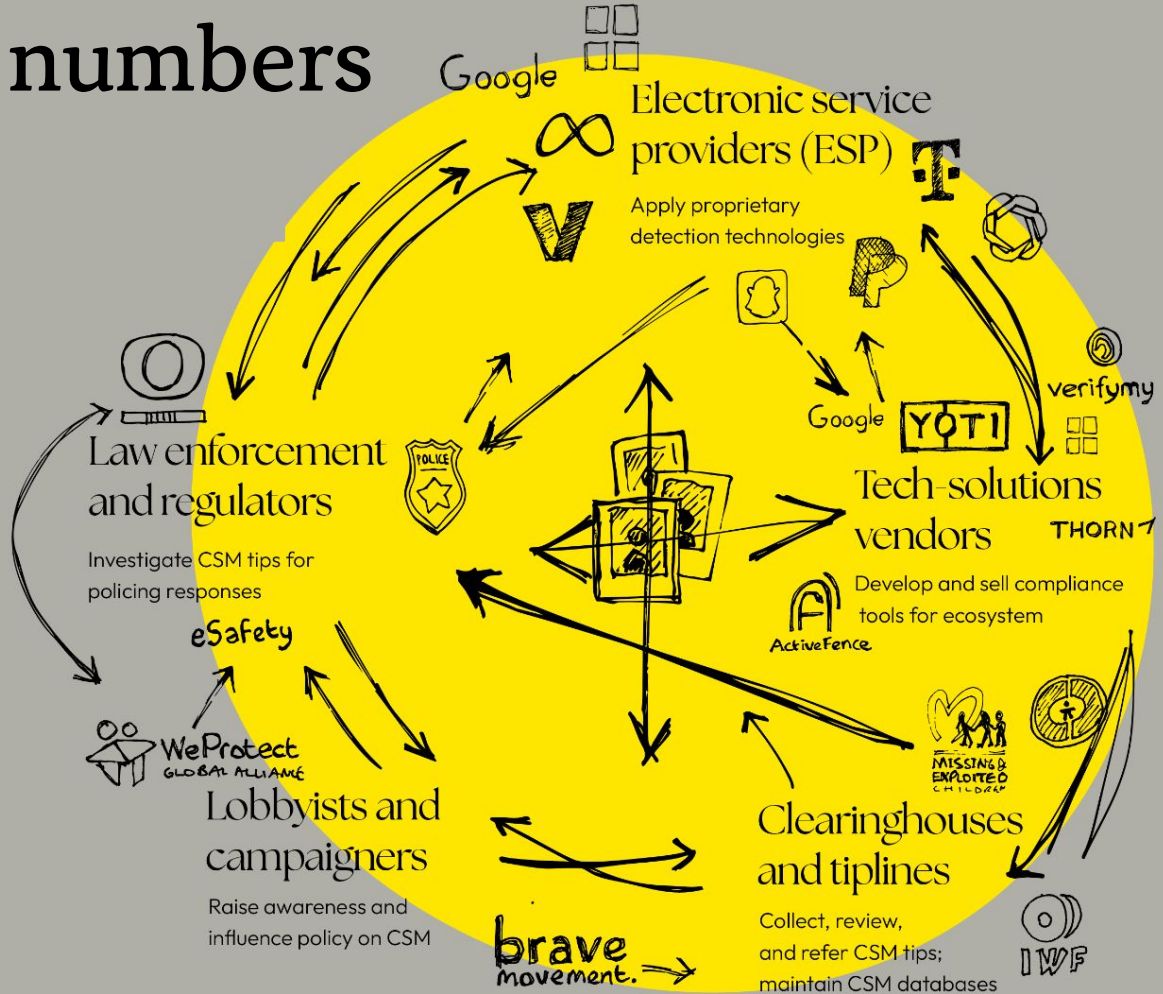 numbers
Google
Electronic service
providers (ESP)
T
V
Apply proprietary
detection technologies
P
verifymy
Google
YOTI
Law enforcement
and regulators
POLICE
Tech-solutions
vendors
THORN
Investigate CSM tips for
policing responses
Develop and sell compliance
tools for ecosystem
eSafety
ActiveFence
WeProtect
GLOBAL ALLIANCE
MISSING &
EXPLOITED
CHILDREN
Lobbyists and
campaigners
Clearinghouses
and tiplines
Raise awareness and
influence policy on CSM
Collect, review,
and refer CSM tips;
maintain CSM databases
brave
movement.
IWF